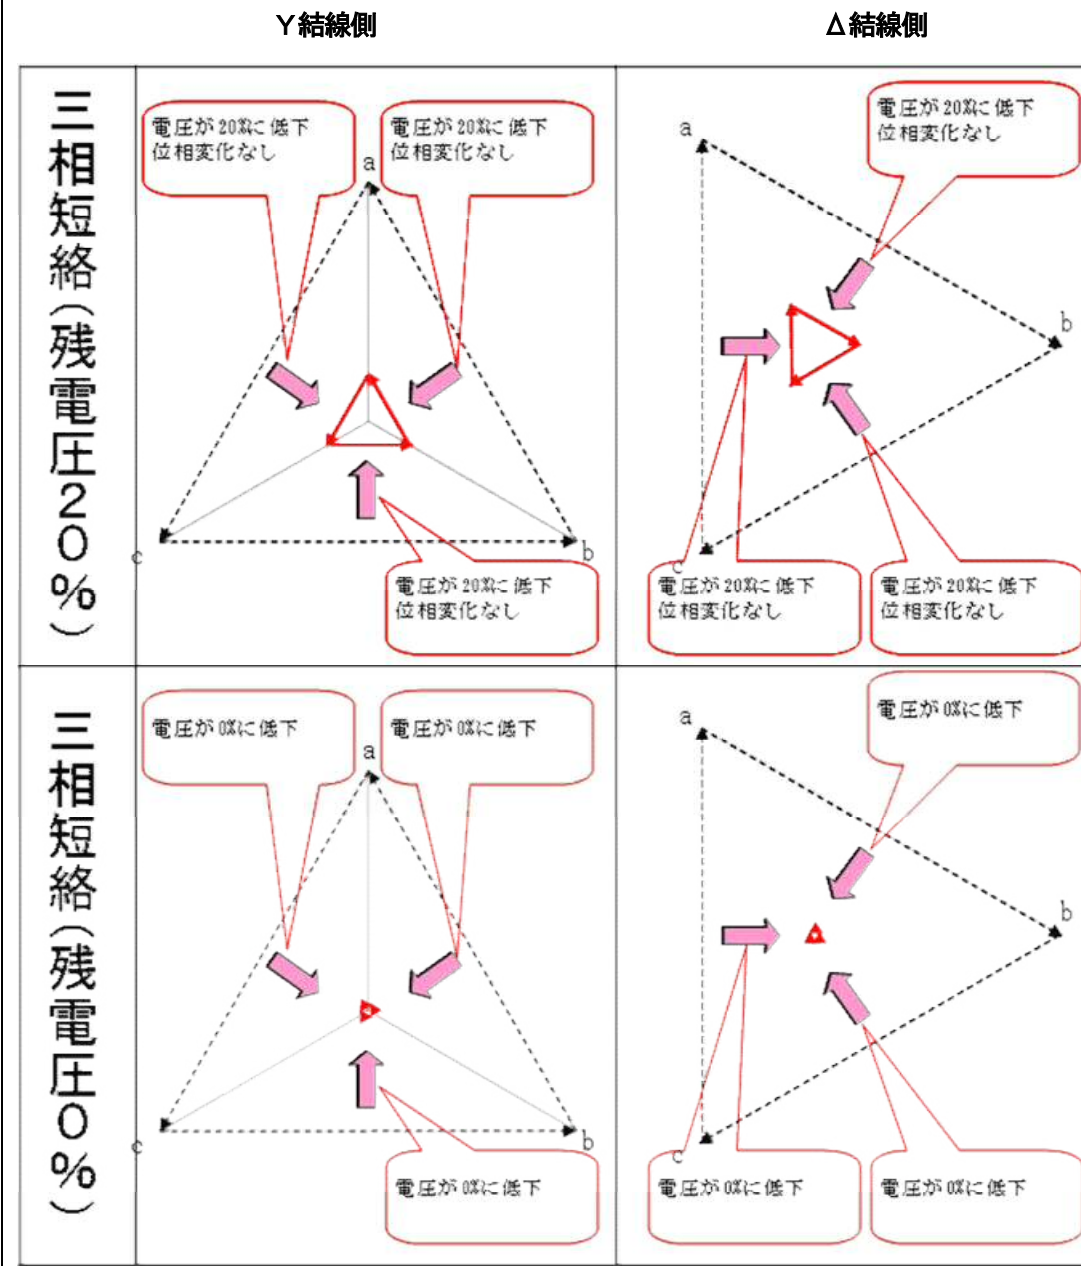 Y結線側
Δ結線側
三相短絡（残電圧20%）
電圧が20%に低下
位相変化なし
電圧が20%に低下
位相変化なし
a
c
b
電圧が20%に低下
位相変化なし
電圧が20%に低下
位相変化なし
a
b
c
電圧が20%に低下
位相変化なし
電圧が20%に低下
位相変化なし
三相短絡（残電圧0%）
電圧が0%に低下
電圧が0%に低下
a
c
b
電圧が0%に低下
電圧が0%に低下
a
b
c
電圧が0%に低下
電圧が0%に低下